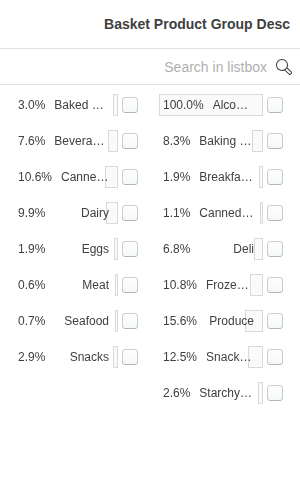 Basket Product Group Desc
Search in listbox
3.0% Baked ...
100.0% Alco...
7.6% Bevera...
8.3% Baking ...
10.6% Canne...
1.9% Breakfa...
9.9% Dairy
1.1% Canned...
1.9% Eggs
6.8% Deli
0.6% Meat
10.8% Froze...
0.7% Seafood
15.6% Produce
2.9% Snacks
12.5% Snack...
2.6% Starchy...